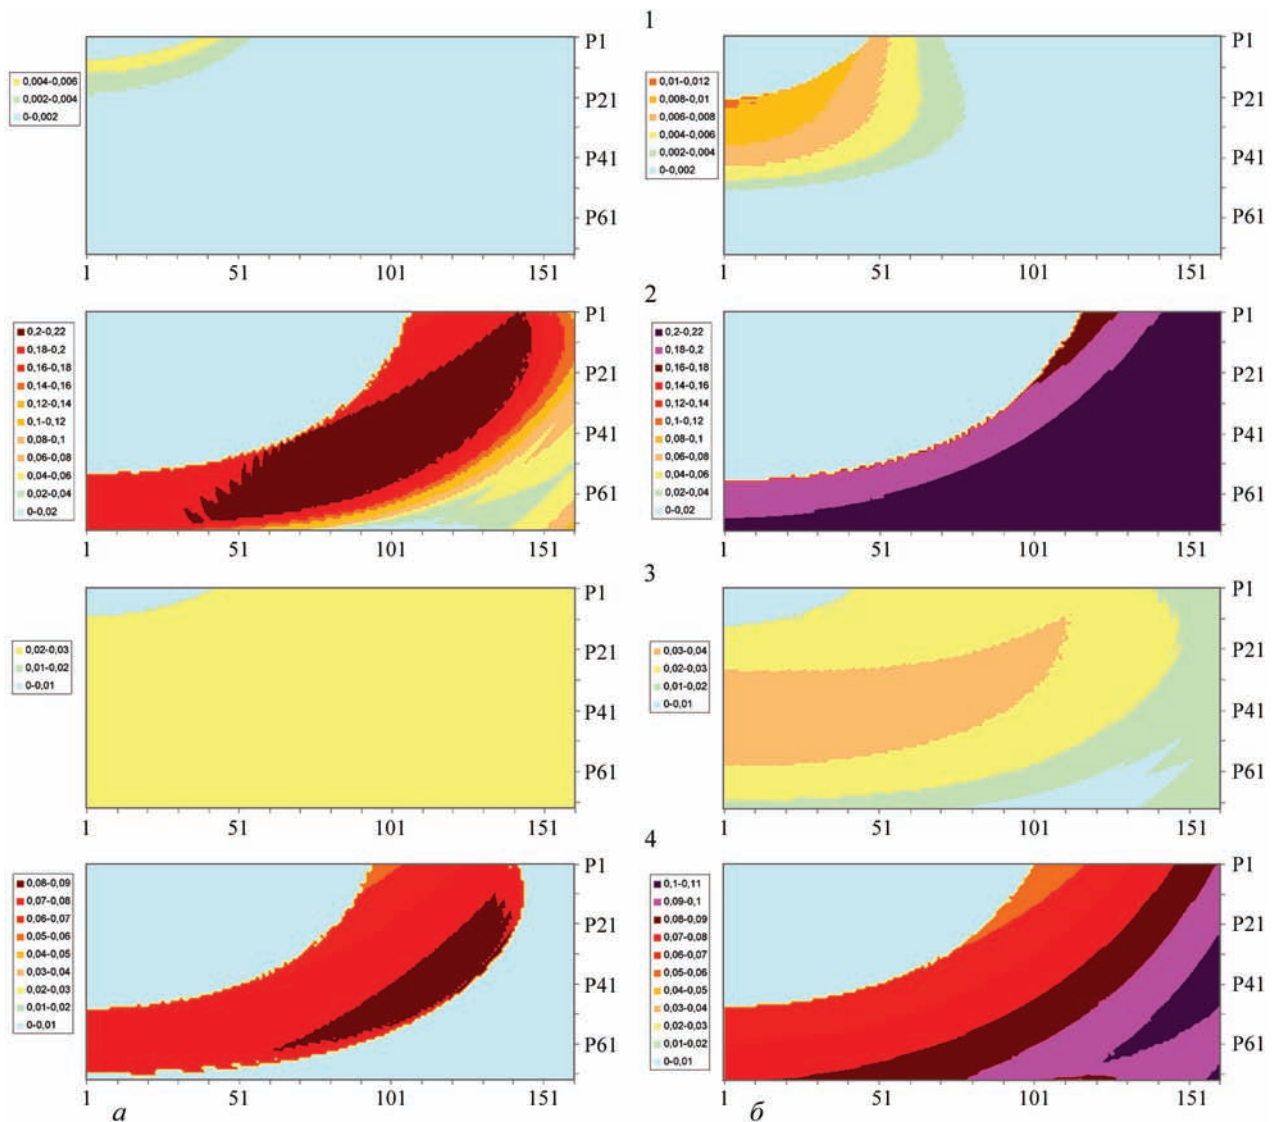 1
0,004-0,006
0,002-0,004
0-0,002
P1
P21
P41
P61
1 51 101 151
0,01-0,012
0,008-0,01
0,006-0,008
0,004-0,006
0,002-0,004
0-0,002
P1
P21
P41
P61
1 51 101 151
2
0,2-0,22
0,18-0,2
0,16-0,18
0,14-0,16
0,12-0,14
0,1-0,12
0,08-0,1
0,06-0,08
0,04-0,06
0,02-0,04
0-0,02
P1
P21
P41
P61
1 51 101 151
0,2-0,22
0,18-0,2
0,16-0,18
0,14-0,16
0,12-0,14
0,1-0,12
0,08-0,1
0,06-0,08
0,04-0,06
0,02-0,04
0-0,02
P1
P21
P41
P61
1 51 101 151
3
0,02-0,03
0,01-0,02
0-0,01
P1
P21
P41
P61
1 51 101 151
0,03-0,04
0,02-0,03
0,01-0,02
0-0,01
P1
P21
P41
P61
1 51 101 151
4
0,08-0,09
0,07-0,08
0,06-0,07
0,05-0,06
0,04-0,05
0,03-0,04
0,02-0,03
0,01-0,02
0-0,01
P1
P21
P41
P61
1 51 101 151
а
0,1-0,11
0,09-0,1
0,08-0,09
0,07-0,08
0,06-0,07
0,05-0,06
0,04-0,05
0,03-0,04
0,02-0,03
0,01-0,02
0-0,01
P1
P21
P41
P61
1 51 101 151
б